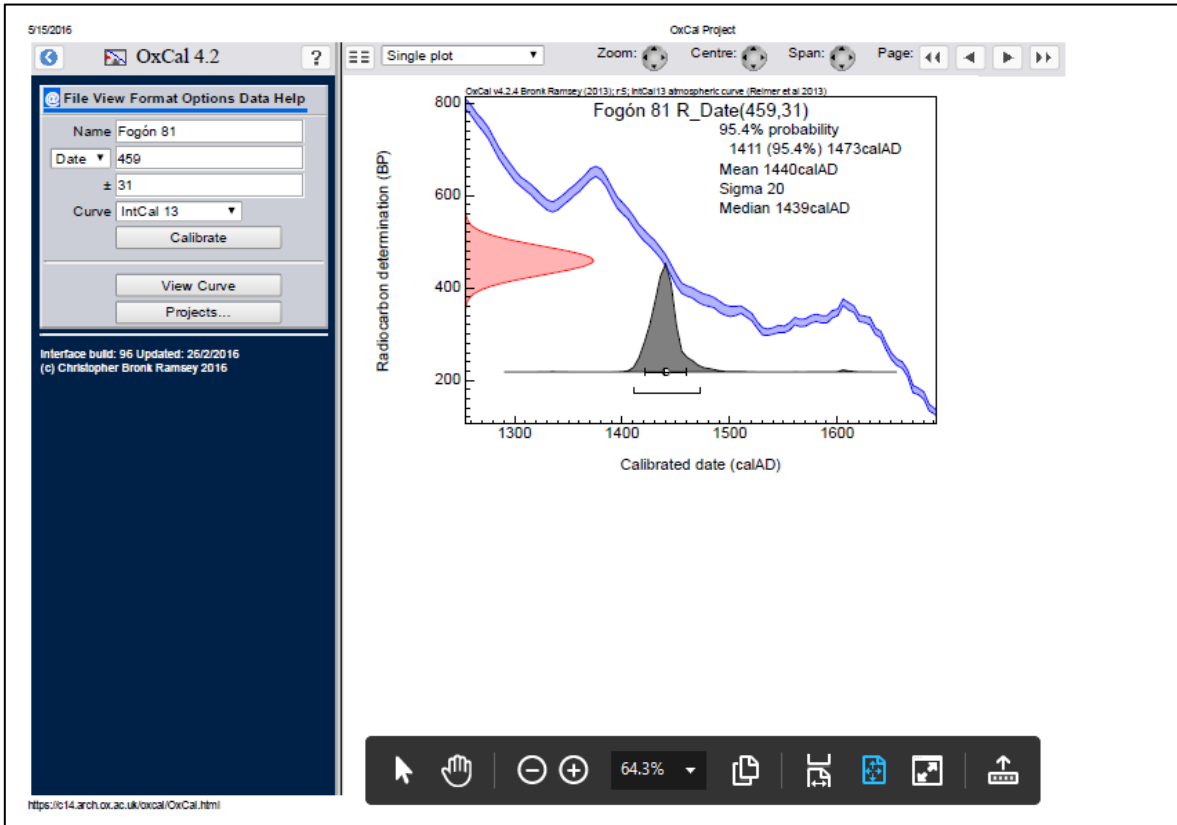 5/15/2016
OxCal Project
OxCal 4.2
?
Single plot
Zoom:
Centre:
Span:
Page:
@ File View Format Options Data Help
Name Fogón 81
Date 459
± 31
Curve IntCal 13
Calibrate
View Curve
Projects...
Interface build: 96 Updated: 26/2/2016
(c) Christopher Bronk Ramsey 2016
OxCal v4.2.4 Bronk Ramsey (2013); r:5; IntCal13 atmospheric curve (Reimer et al 2013)
Fogón 81 R_Date(459,31)
95.4% probability
1411 (95.4%) 1473calAD
Mean 1440calAD
Sigma 20
Median 1439calAD
Radiocarbon determination (BP)
800
600
400
200
1300 1400 1500 1600
Calibrated date (calAD)
64.3%
https://c14.arch.ox.ac.uk/oxcal/OxCal.html